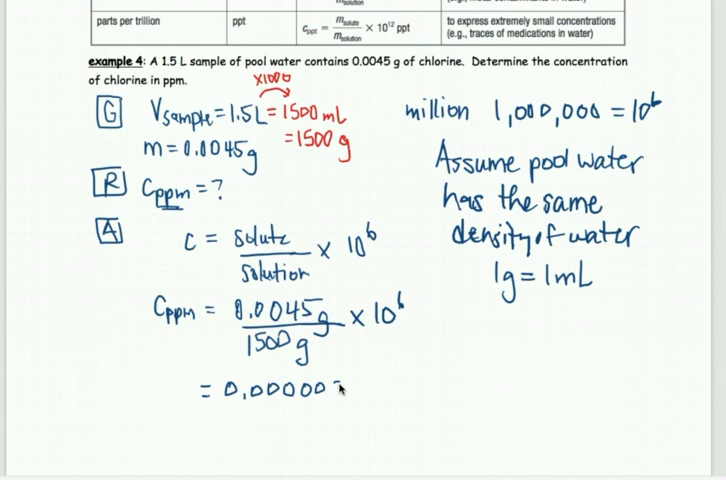 parts per trillion
ppt
c_ppt = m_solute / m_solution × 10^12 ppt
to express extremely small concentrations
(e.g., traces of medications in water)
example 4: A 1.5 L sample of pool water contains 0.0045 g of chlorine. Determine the concentration
of chlorine in ppm.
x1000
G V_sample = 1.5L = 1500 mL
= 1500 g
m = 0.0045g
R C_ppm = ?
A C = solute / solution × 10^6
C_ppm = 0.0045g / 1500 g × 10^6
= 0.00000
million 1,000,000 = 10^6
Assume pool water
has the same
density of water
1g = 1mL